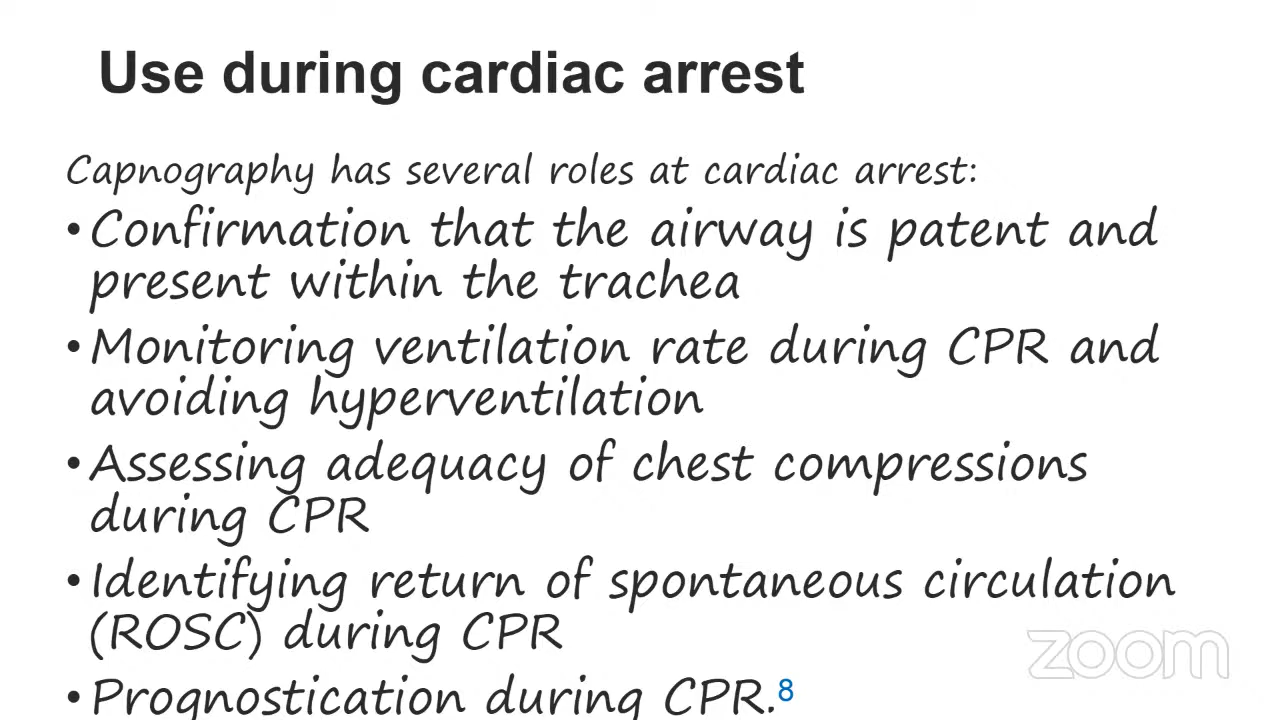 Use during cardiac arrest
Capnography has several roles at cardiac arrest:
• Confirmation that the airway is patent and
present within the trachea
• Monitoring ventilation rate during CPR and
avoiding hyperventilation
• Assessing adequacy of chest compressions
during CPR
• Identifying return of spontaneous circulation
(ROSC) during CPR
• Prognostication during CPR.8
zoom